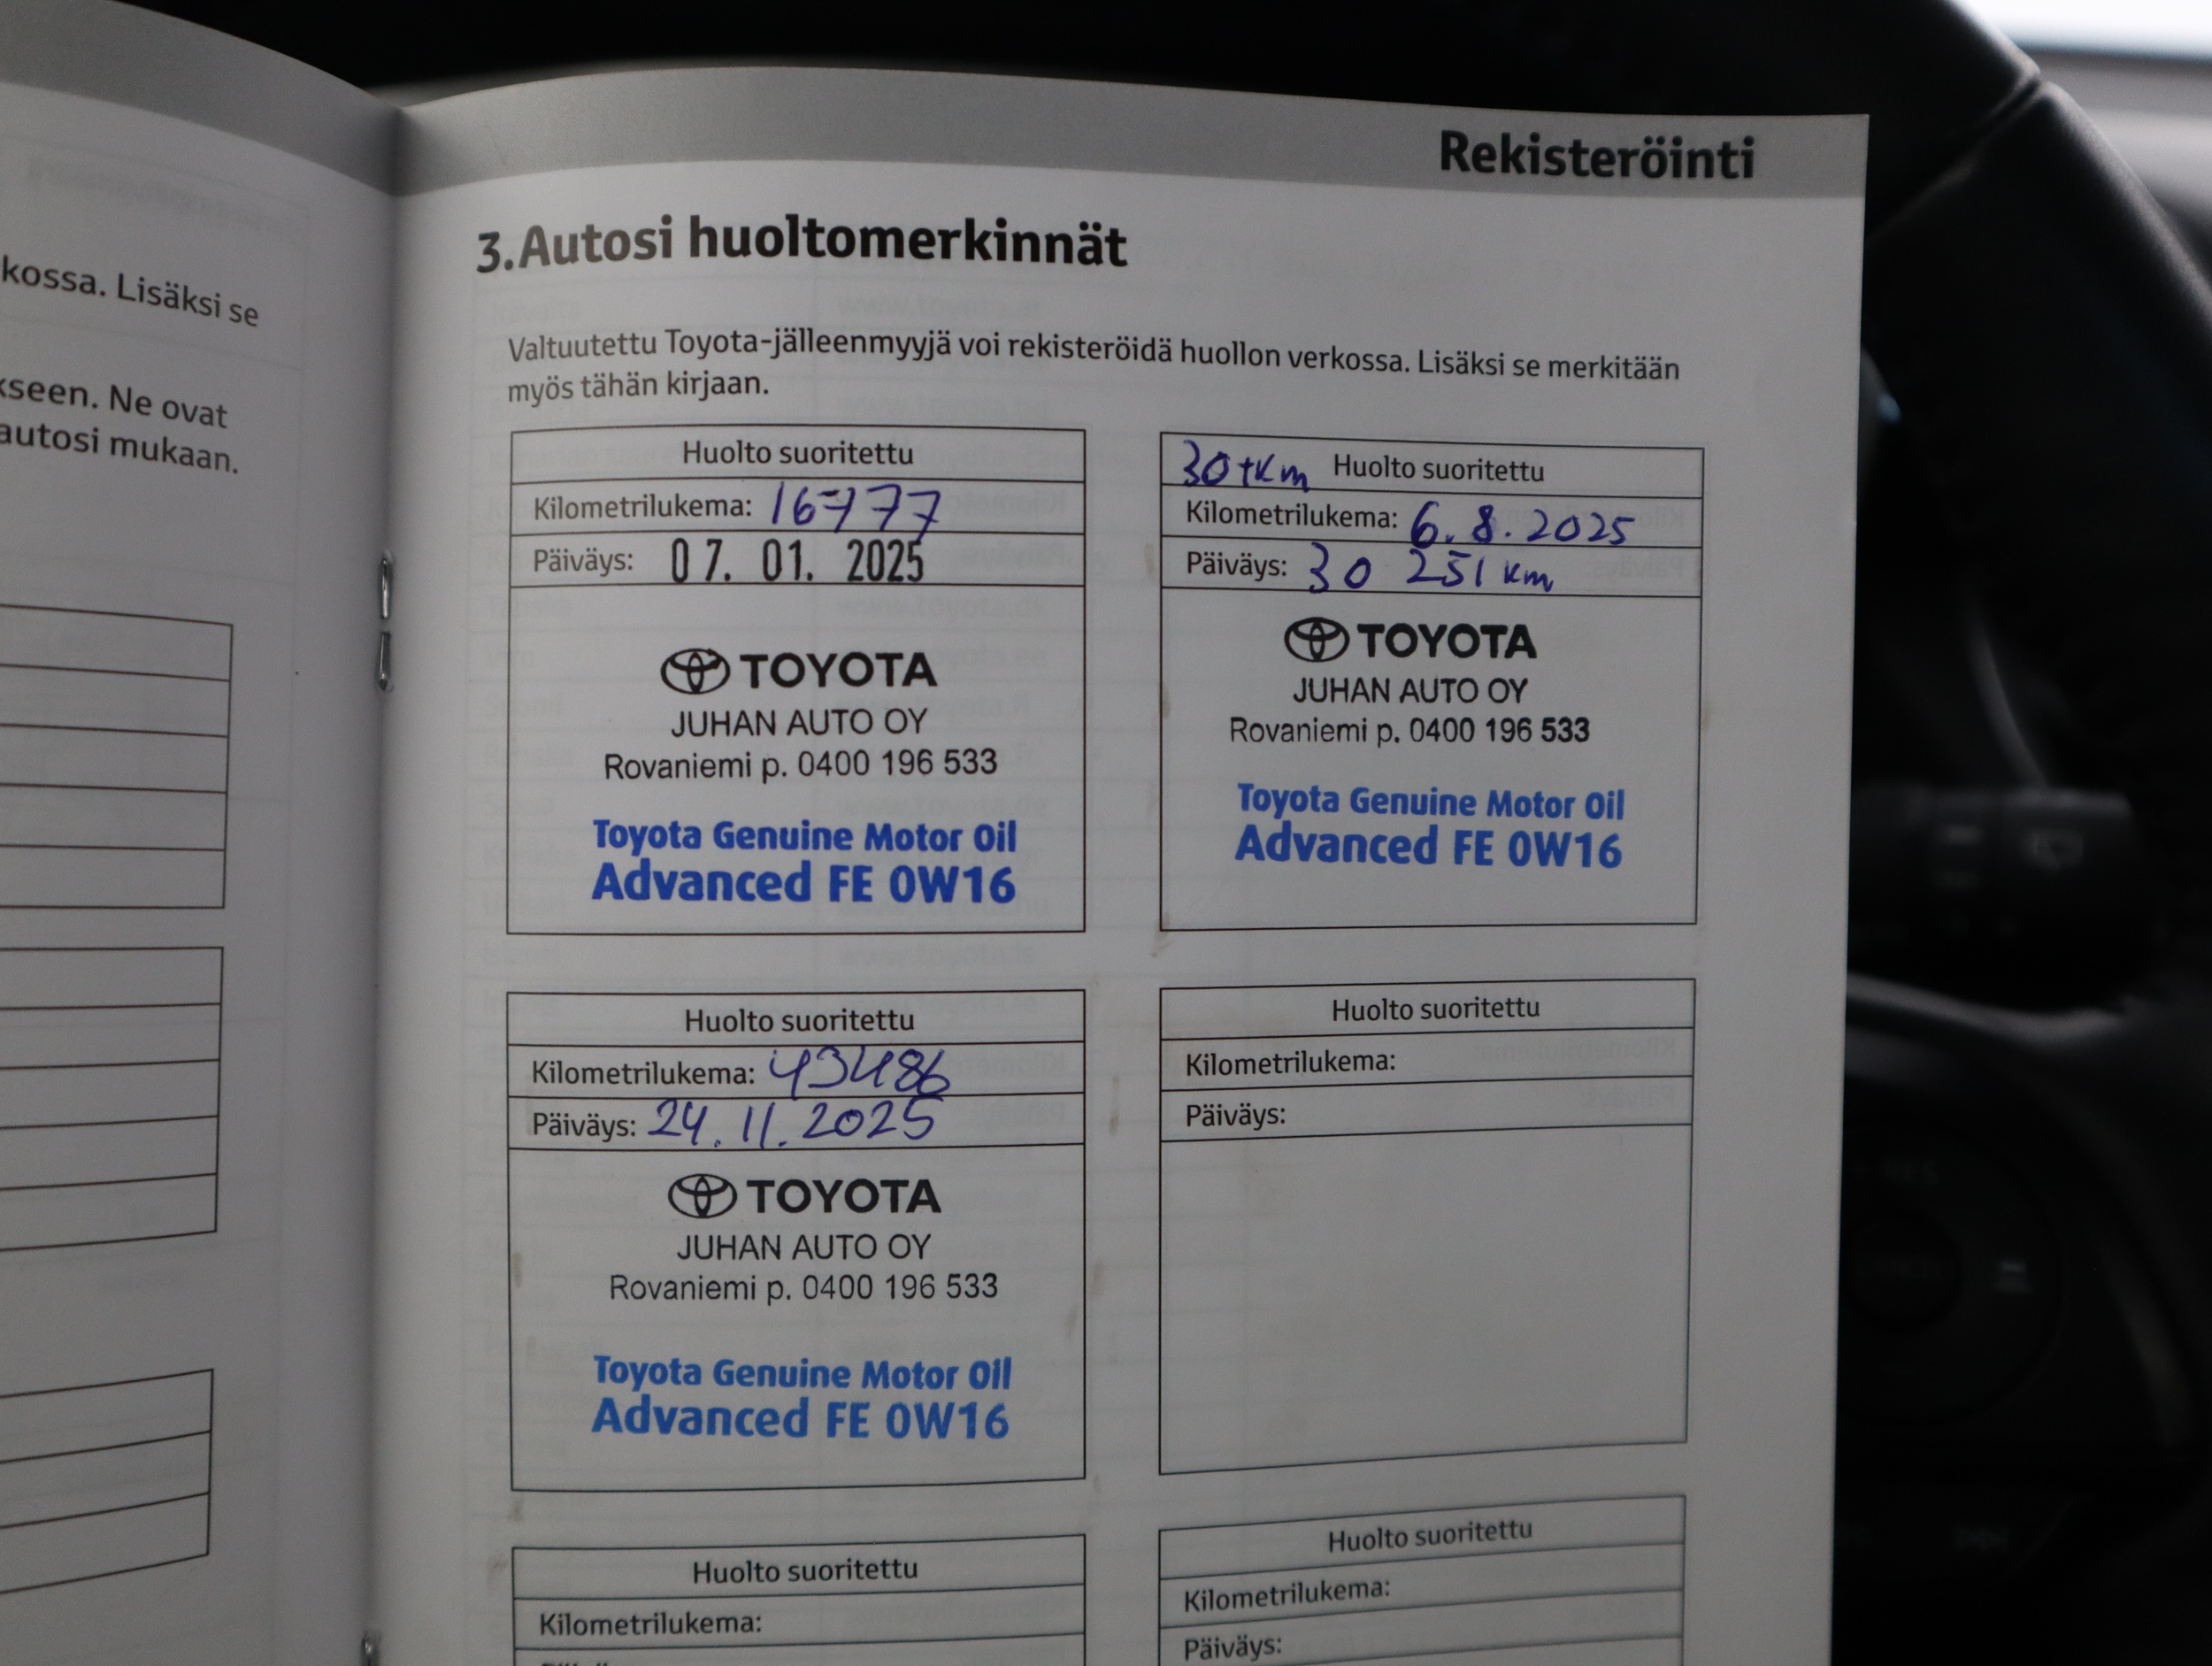 kossa. Lisäksi se
kseen. Ne ovat
autosi mukaan.
Rekisteröinti
3.Autosi huoltomerkinnät
Valtuutettu Toyota-jälleenmyyjä voi rekisteröidä huollon verkossa. Lisäksi se merkitään
myös tähän kirjaan.
Huolto suoritettu
Kilometrilukema: 16777
Päiväys: 07. 01. 2025
TOYOTA
JUHAN AUTO OY
Rovaniemi p. 0400 196 533
Toyota Genuine Motor Oil
Advanced FE 0W16
30 tkm Huolto suoritettu
Kilometrilukema: 6.8.2025
Päiväys: 30 251 km
TOYOTA
JUHAN AUTO OY
Rovaniemi p. 0400 196 533
Toyota Genuine Motor Oil
Advanced FE 0W16
Huolto suoritettu
Kilometrilukema: 43486
Päiväys: 24.11.2025
TOYOTA
JUHAN AUTO OY
Rovaniemi p. 0400 196 533
Toyota Genuine Motor Oil
Advanced FE 0W16
Huolto suoritettu
Kilometrilukema:
Päiväys:
Huolto suoritettu
Kilometrilukema:
Huolto suoritettu
Kilometrilukema:
Päiväys: